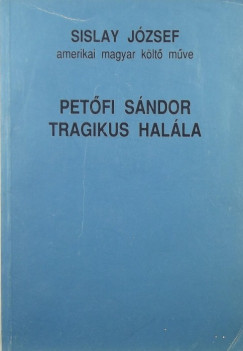 SISLAY JÓZSEF
amerikai magyar költő műve
PETŐFI SÁNDOR
TRAGIKUS HALÁLA